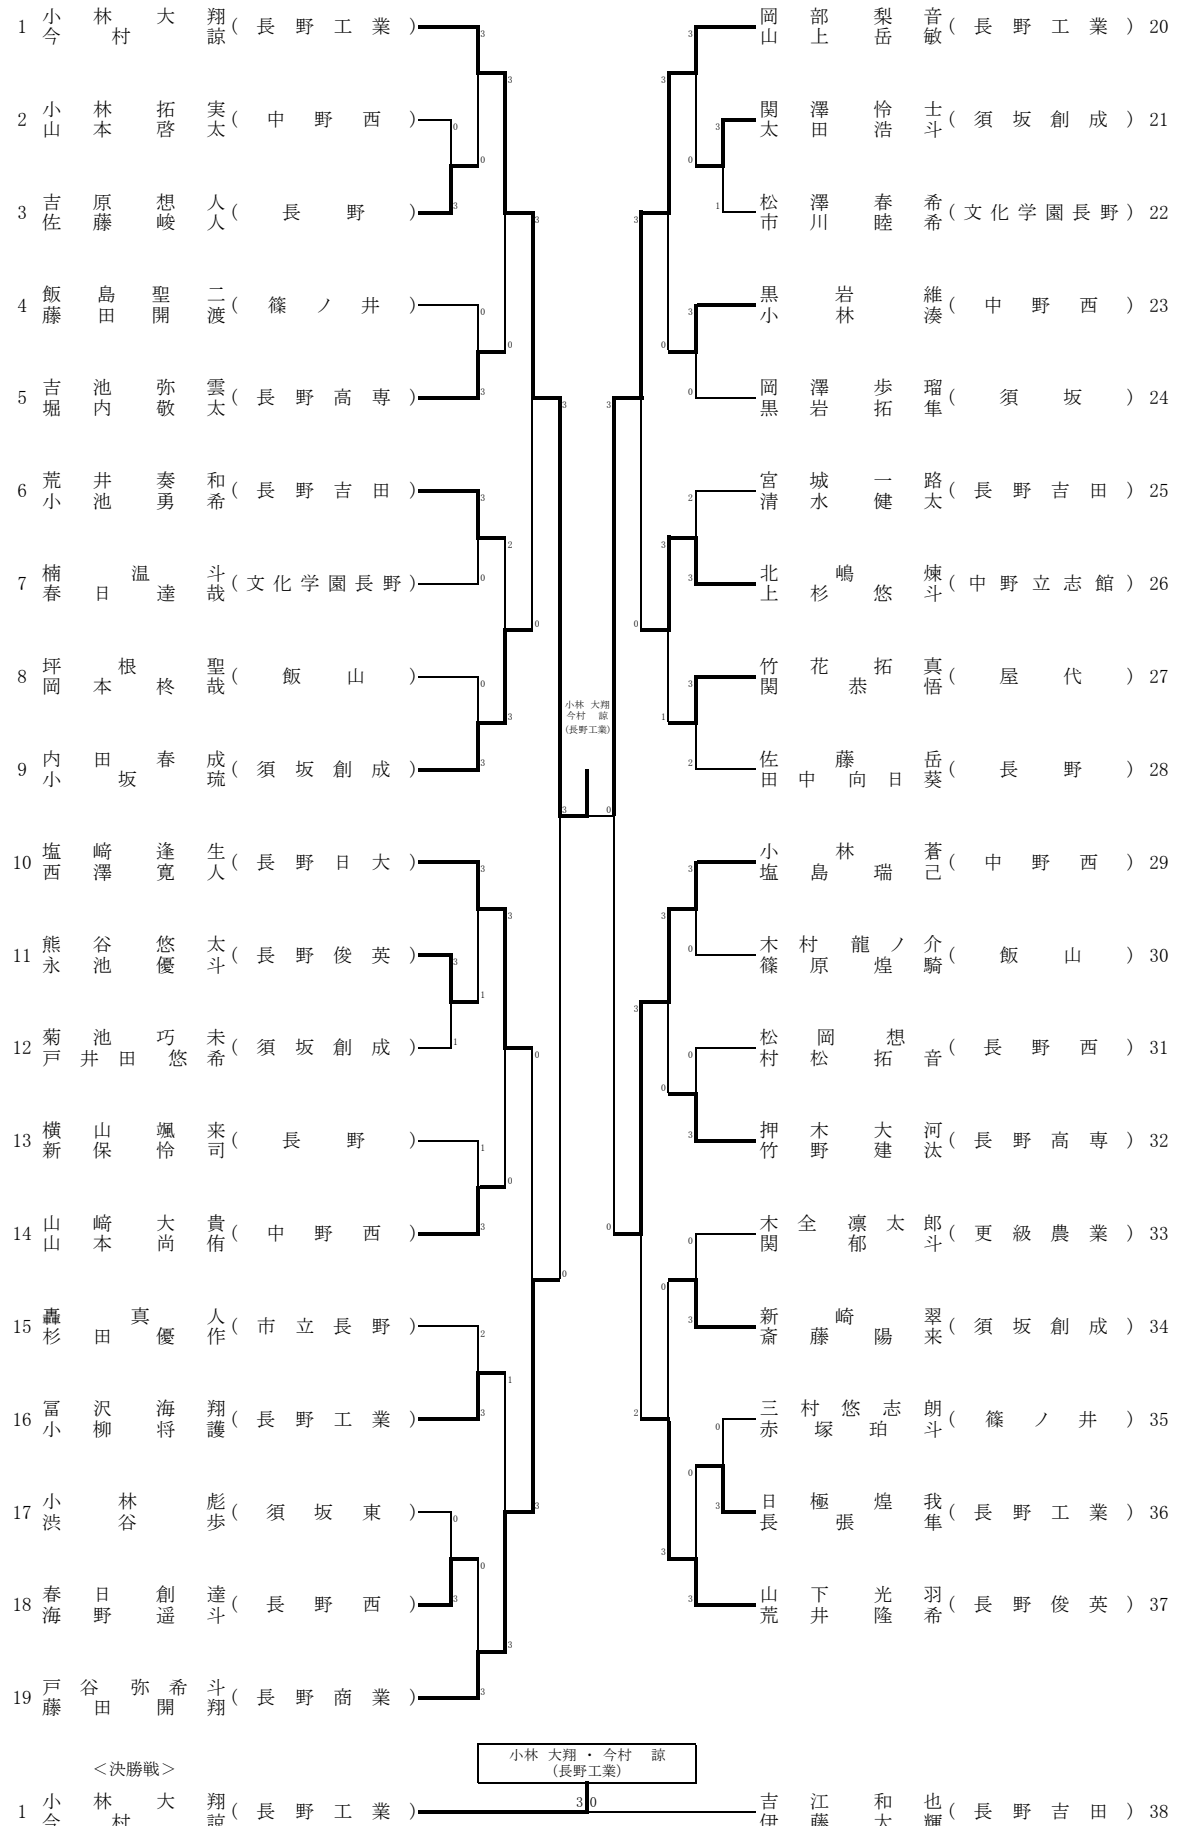 1 小林大翔 今村諒 (長野工業)
2 小林拓実 山本啓太 (中野西)
3 吉原想人 佐藤峻人 (長野)
4 飯島聖二 藤田開渡 (篠ノ井)
5 吉池弥雲 堀内敬太 (長野高専)
6 荒井奏和 小池勇希 (長野吉田)
7 楠温斗 春日達哉 (文化学園長野)
8 坪根聖 岡本柊哉 (飯山)
9 内田春成 小坂琉 (須坂創成)
10 塩﨑逢生 西澤寛人 (長野日大)
11 熊谷悠太 永池優斗 (長野俊英)
12 菊池巧未 戸井田悠希 (須坂創成)
13 横山颯来 新保怜司 (長野)
14 山﨑大貴 山本尚侑 (中野西)
15 轟真人 杉田優作 (市立長野)
16 冨沢海翔 小柳将護 (長野工業)
17 小林彪 渋谷歩 (須坂東)
18 春日創達 海野遥斗 (長野西)
19 戸谷弥希斗 藤田開翔 (長野商業)
小林 大翔
今村 諒
(長野工業)
3 0
岡部梨音 山上岳敏 (長野工業) 20
関澤怜士 太田浩斗 (須坂創成) 21
松澤春希 市川睦希 (文化学園長野) 22
黒岩維 小林湊 (中野西) 23
岡澤歩瑠 黒岩拓隼 (須坂) 24
宮城一路 清水健太 (長野吉田) 25
北嶋煉 上杉悠斗 (中野立志館) 26
竹花拓真 関恭悟 (屋代) 27
佐藤岳 田中向日葵 (長野) 28
小林蒼 塩島瑞己 (中野西) 29
木村龍ノ介 篠原煌騎 (飯山) 30
松岡想 村松拓音 (長野西) 31
押木大河 竹野建汰 (長野高専) 32
木全凛太郎 関郁斗 (更級農業) 33
新崎翠 斎藤陽来 (須坂創成) 34
三村悠志朗 赤塚珀斗 (篠ノ井) 35
日極煌我 長張隼 (長野工業) 36
山下光羽 荒井隆希 (長野俊英) 37
<決勝戦>
小林 大翔 ・ 今村 諒
(長野工業)
1 小林大翔 今村諒 (長野工業) 3 0 吉江和也 伊藤大輝 (長野吉田) 38